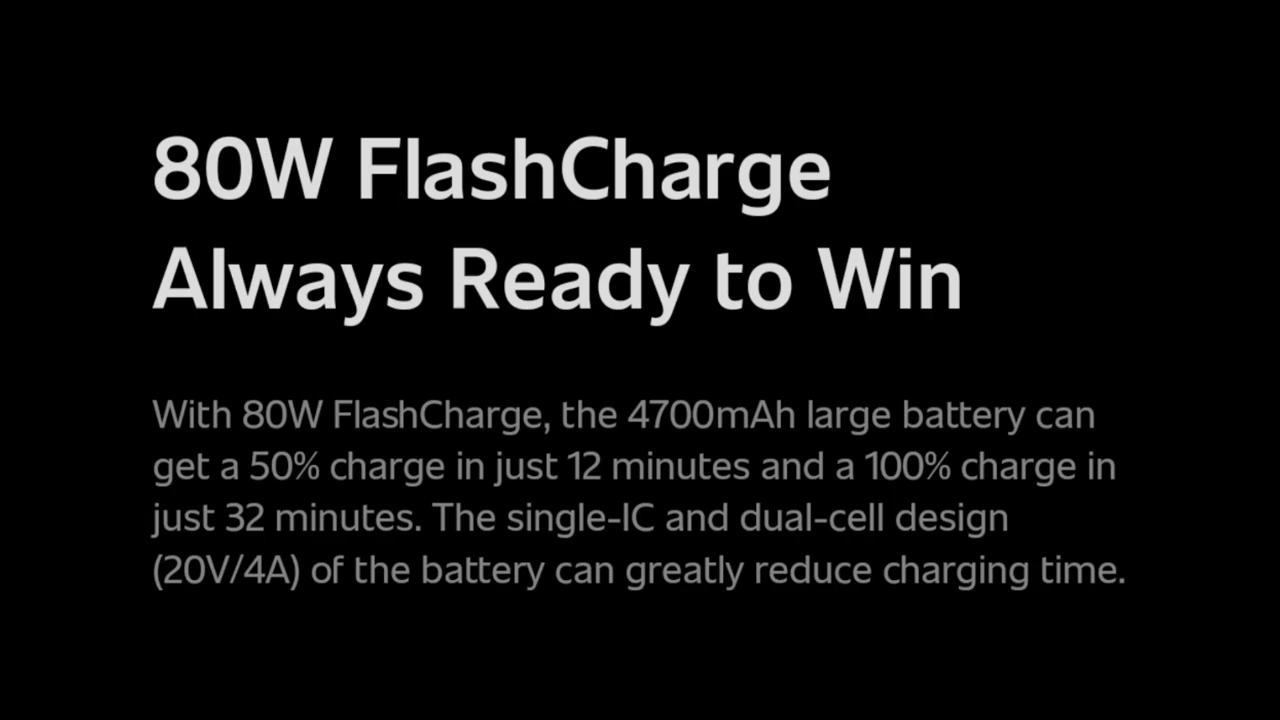 80W FlashCharge
Always Ready to Win
With 80W FlashCharge, the 4700mAh large battery can
get a 50% charge in just 12 minutes and a 100% charge in
just 32 minutes. The single-IC and dual-cell design
(20V/4A) of the battery can greatly reduce charging time.